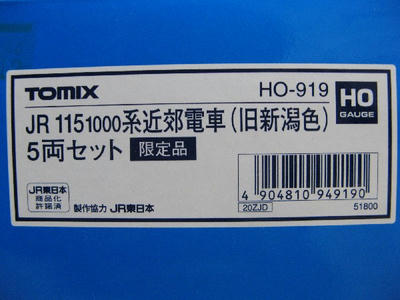 TOMIX HO-919 HO GAUGE
JR 115 1000系近郊電車(旧新潟色)
5両セット 限定品
JR東日本
商品化
許諾済
製作協力 JR東日本
4 904810 949190
20ZJD 51800